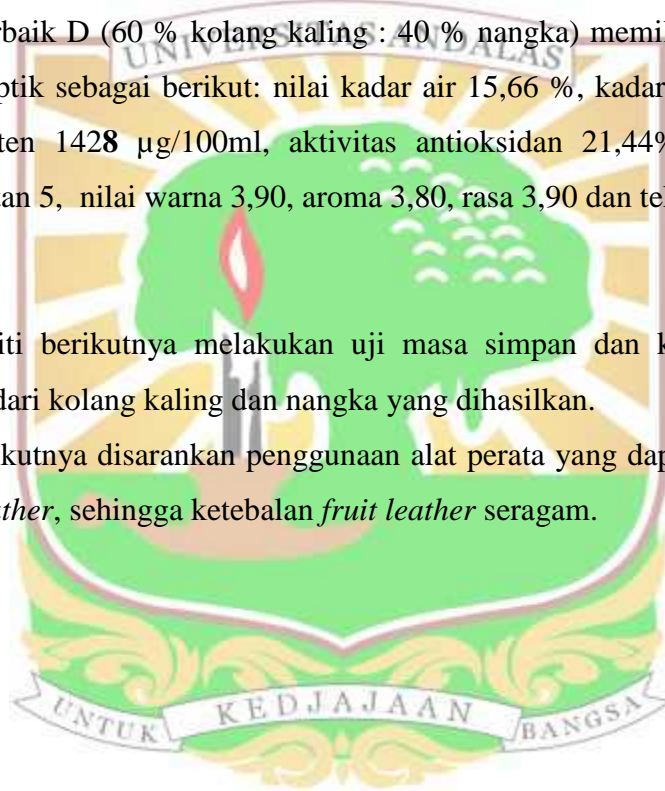 UNIVERSITAS ANDALAS
rbaik D (60 % kolang kaling : 40 % nangka) memil
ptik sebagai berikut: nilai kadar air 15,66 %, kadar
ten 1428 µg/100ml, aktivitas antioksidan 21,44%
tan 5, nilai warna 3,90, aroma 3,80, rasa 3,90 dan te
iti berikutnya melakukan uji masa simpan dan k
dari kolang kaling dan nangka yang dihasilkan.
kutnya disarankan penggunaan alat perata yang dap
ather, sehingga ketebalan fruit leather seragam.
UNTUK KEDJAJAAN BANGSA